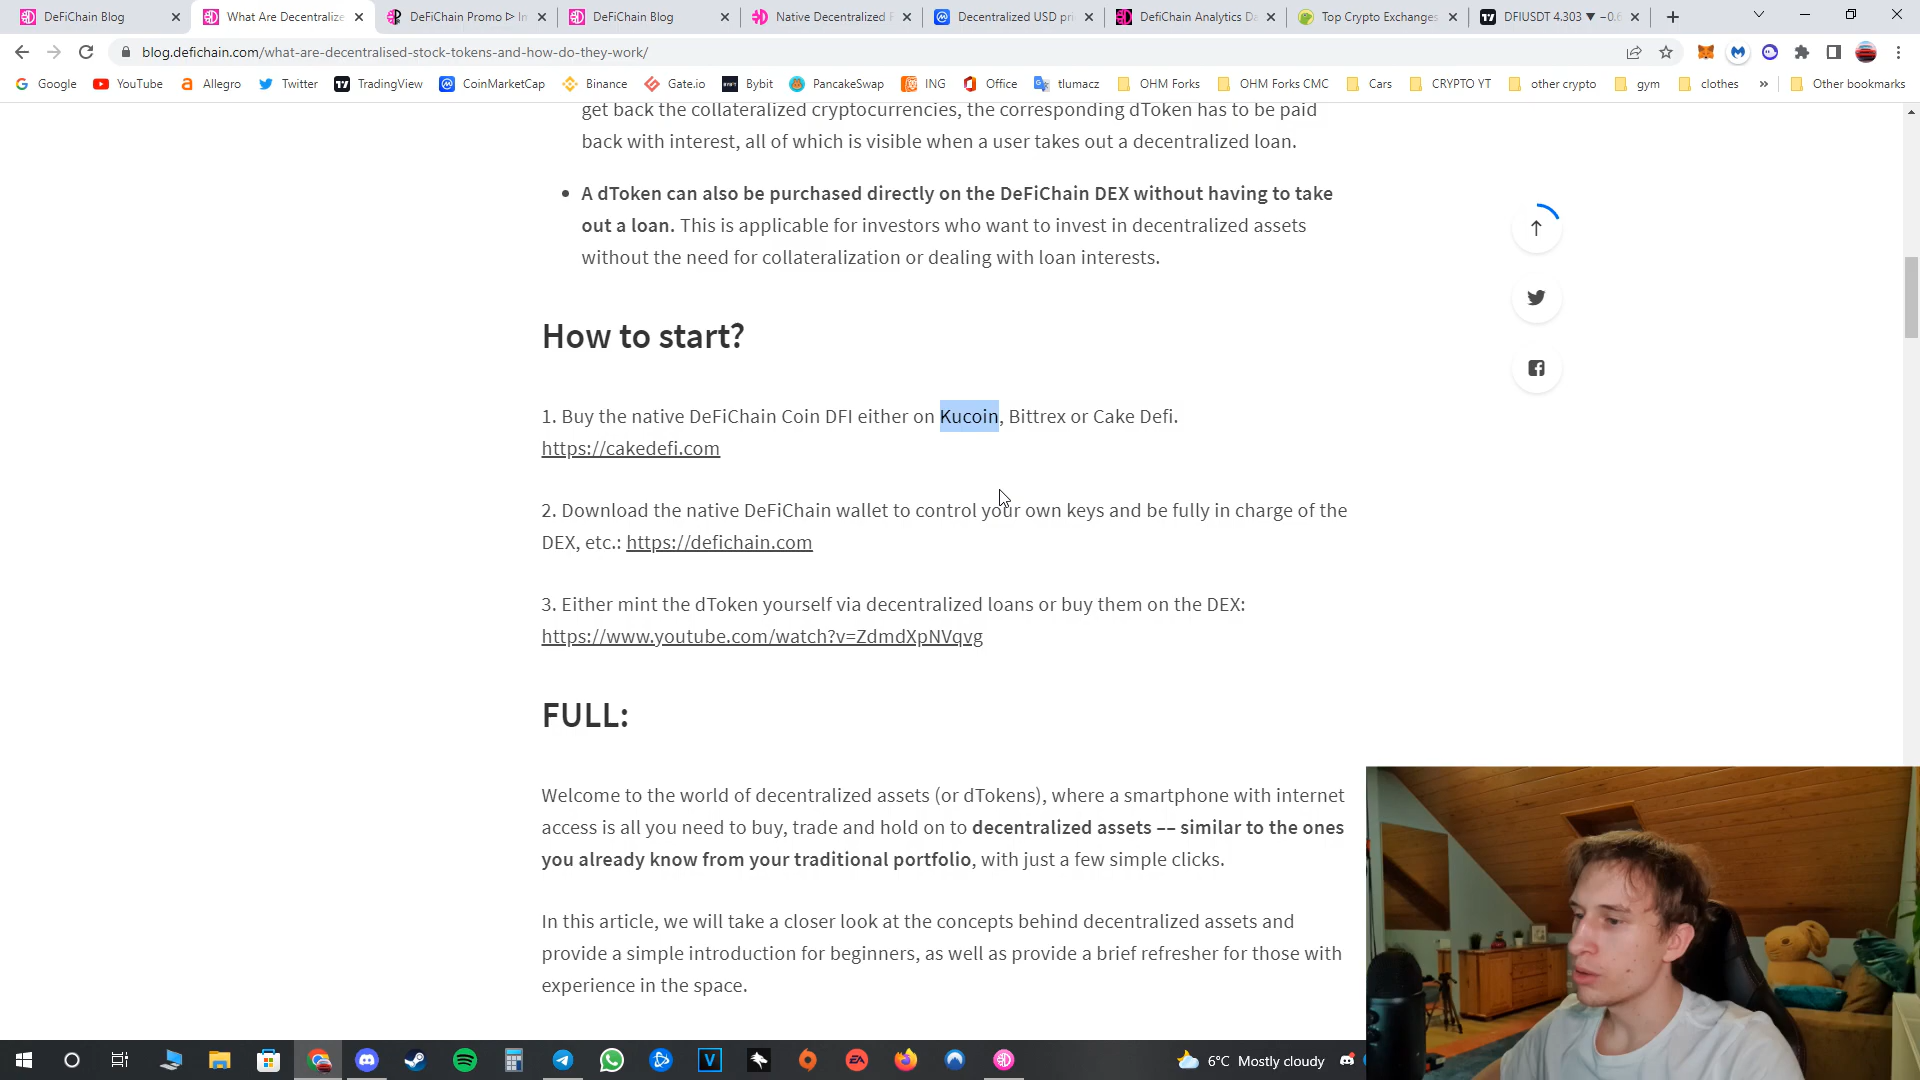 DeFiChain Blog
What Are Decentralize
DeFiChain Promo ᐅ In
DeFiChain Blog
Native Decentralized
Decentralized USD pri
DeFiChain Analytics Da
Top Crypto Exchanges
DFIUSDT 4.303 ▼ −0.6
blog.defichain.com/what-are-decentralised-stock-tokens-and-how-do-they-work/
Google
YouTube
Allegro
Twitter
TradingView
CoinMarketCap
Binance
Gate.io
Bybit
PancakeSwap
ING
Office
tlumacz
OHM Forks
OHM Forks CMC
Cars
CRYPTO YT
other crypto
gym
clothes
»
Other bookmarks
get back the collateralized cryptocurrencies, the corresponding dToken has to be paid
back with interest, all of which is visible when a user takes out a decentralized loan.
• A dToken can also be purchased directly on the DeFiChain DEX without having to take
out a loan. This is applicable for investors who want to invest in decentralized assets
without the need for collateralization or dealing with loan interests.
How to start?
1. Buy the native DeFiChain Coin DFI either on Kucoin, Bittrex or Cake Defi.
https://cakedefi.com
2. Download the native DeFiChain wallet to control your own keys and be fully in charge of the
DEX, etc.: https://defichain.com
3. Either mint the dToken yourself via decentralized loans or buy them on the DEX:
https://www.youtube.com/watch?v=ZdmdXpNVqvg
FULL:
Welcome to the world of decentralized assets (or dTokens), where a smartphone with internet
access is all you need to buy, trade and hold on to decentralized assets –– similar to the ones
you already know from your traditional portfolio, with just a few simple clicks.
In this article, we will take a closer look at the concepts behind decentralized assets and
provide a simple introduction for beginners, as well as provide a brief refresher for those with
experience in the space.
6°C Mostly cloudy